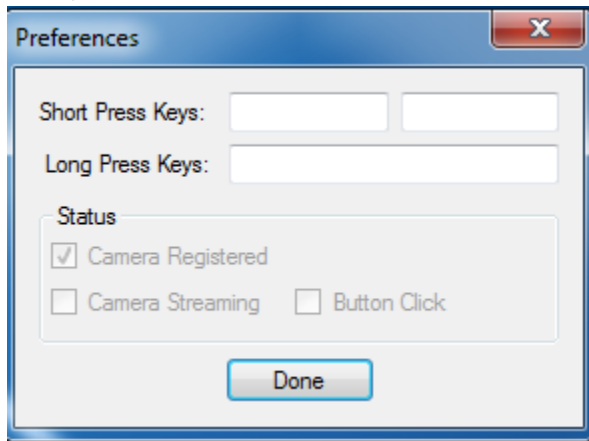 Preferences
Short Press Keys:
Long Press Keys:
Status
Camera Registered
Camera Streaming Button Click
Done